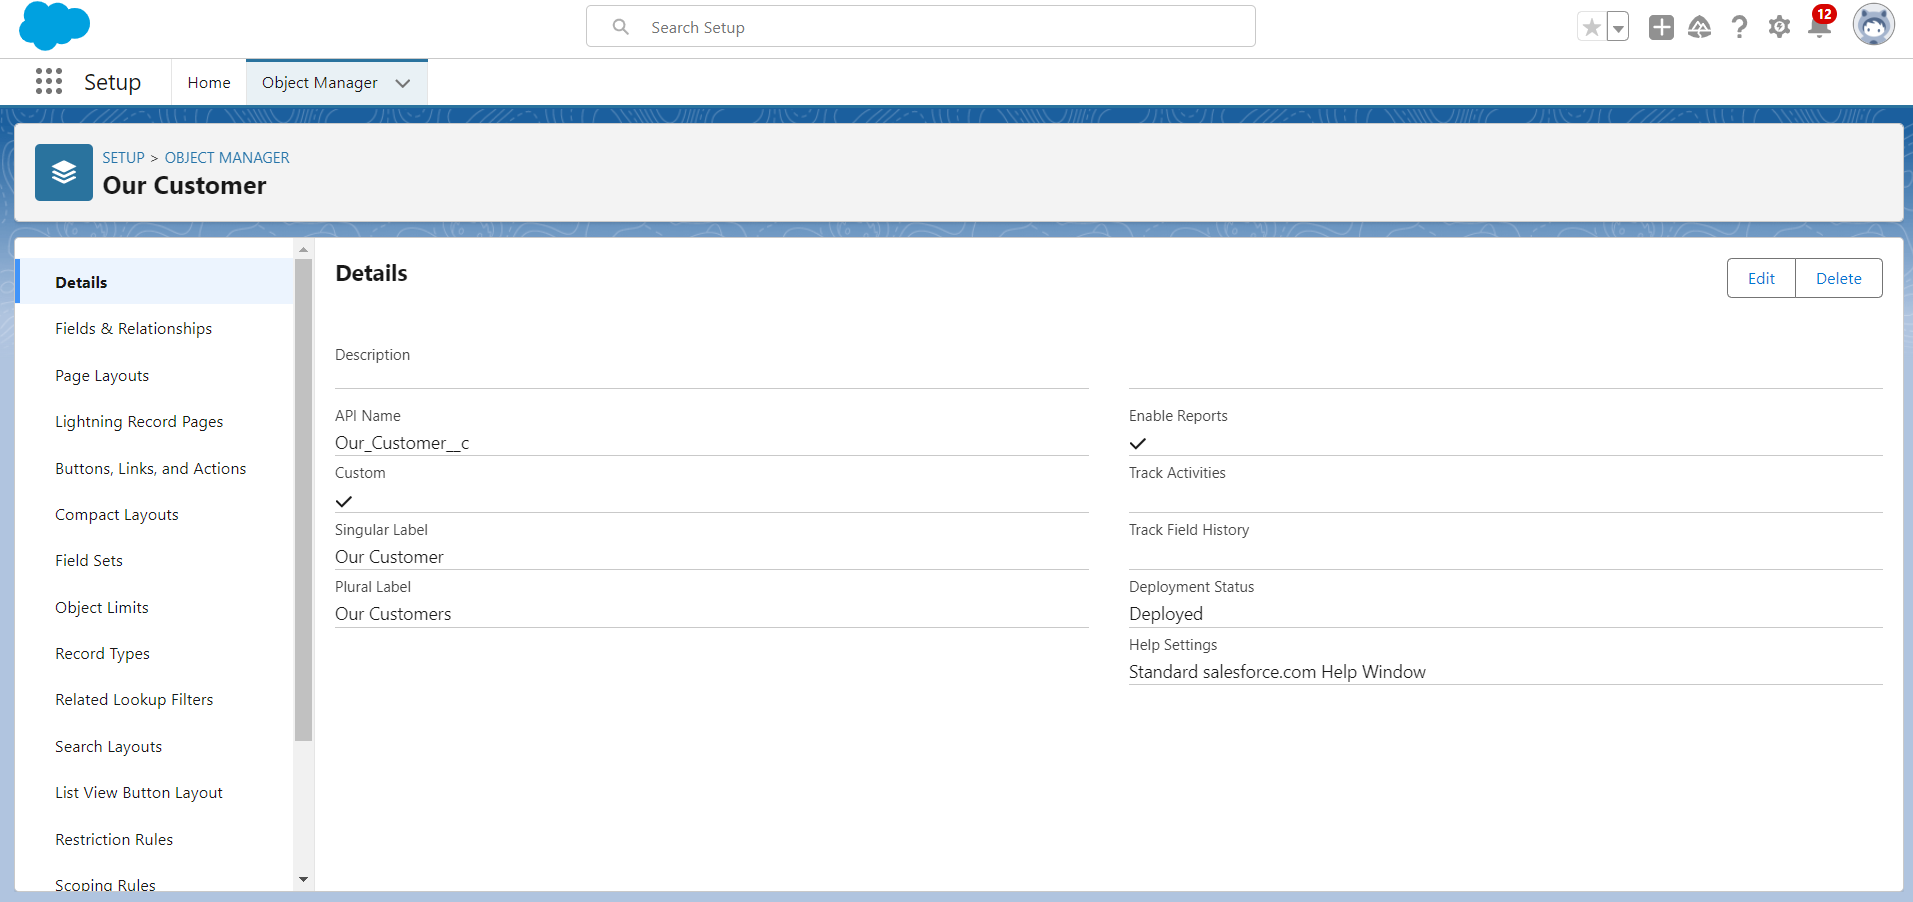 Search Setup
12
Setup
Home
Object Manager
SETUP > OBJECT MANAGER
Our Customer
Details
Fields & Relationships
Page Layouts
Lightning Record Pages
Buttons, Links, and Actions
Compact Layouts
Field Sets
Object Limits
Record Types
Related Lookup Filters
Search Layouts
List View Button Layout
Restriction Rules
Scoping Rules
Details
Edit
Delete
Description
API Name
Our_Customer__c
Custom
Singular Label
Our Customer
Plural Label
Our Customers
Enable Reports
Track Activities
Track Field History
Deployment Status
Deployed
Help Settings
Standard salesforce.com Help Window